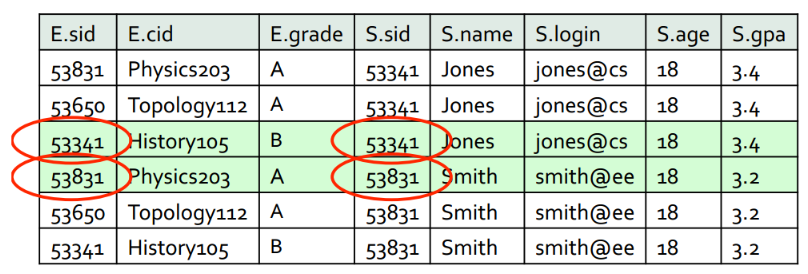 E.sid E.cid E.grade S.sid S.name S.login S.age S.gpa
53831 Physics203 A 53341 Jones jones@cs 18 3.4
53650 Topology112 A 53341 Jones jones@cs 18 3.4
53341 History105 B 53341 Jones jones@cs 18 3.4
53831 Physics203 A 53831 Smith smith@ee 18 3.2
53650 Topology112 A 53831 Smith smith@ee 18 3.2
53341 History105 B 53831 Smith smith@ee 18 3.2